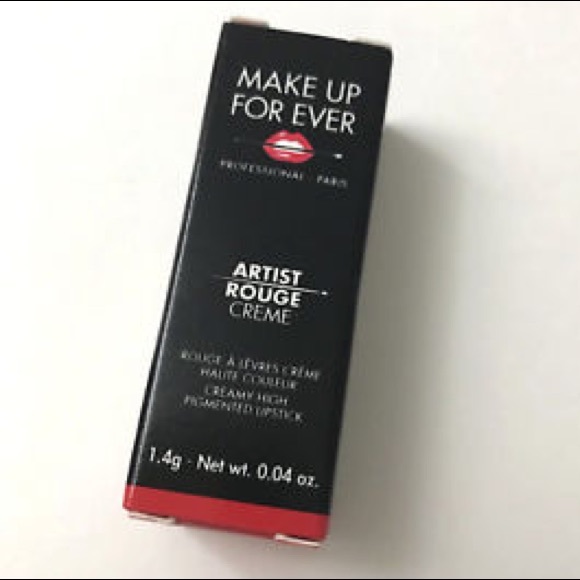 MAKE UP
FOR EVER
PROFESSIONAL · PARIS
ARTIST
ROUGE
CREME
ROUGE À LÈVRES CRÈME
HAUTE COULEUR
CREAMY HIGH
PIGMENTED LIPSTICK
1.4g · Net wt. 0.04 oz.